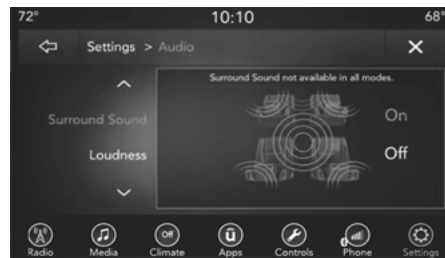 72° 10:10 68°
Settings > Audio
Surround Sound not available in all modes.
Surround Sound On
Loudness Off
Off
Radio Media Climate Apps Controls Phone Settings